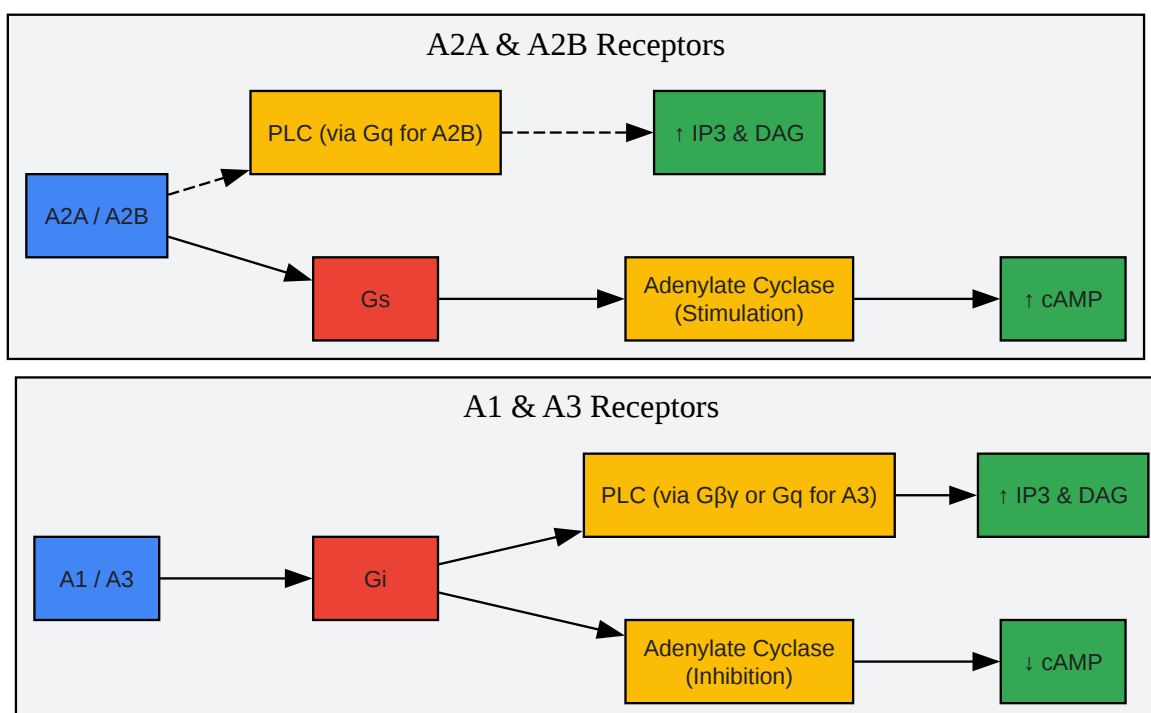 A2A & A2B Receptors
PLC (via Gq for A2B)
↑ IP3 & DAG
A2A / A2B
Gs
Adenylate Cyclase
(Stimulation)
↑ cAMP
A1 & A3 Receptors
PLC (via Gβγ or Gq for A3)
↑ IP3 & DAG
A1 / A3
Gi
Adenylate Cyclase
(Inhibition)
↓ cAMP